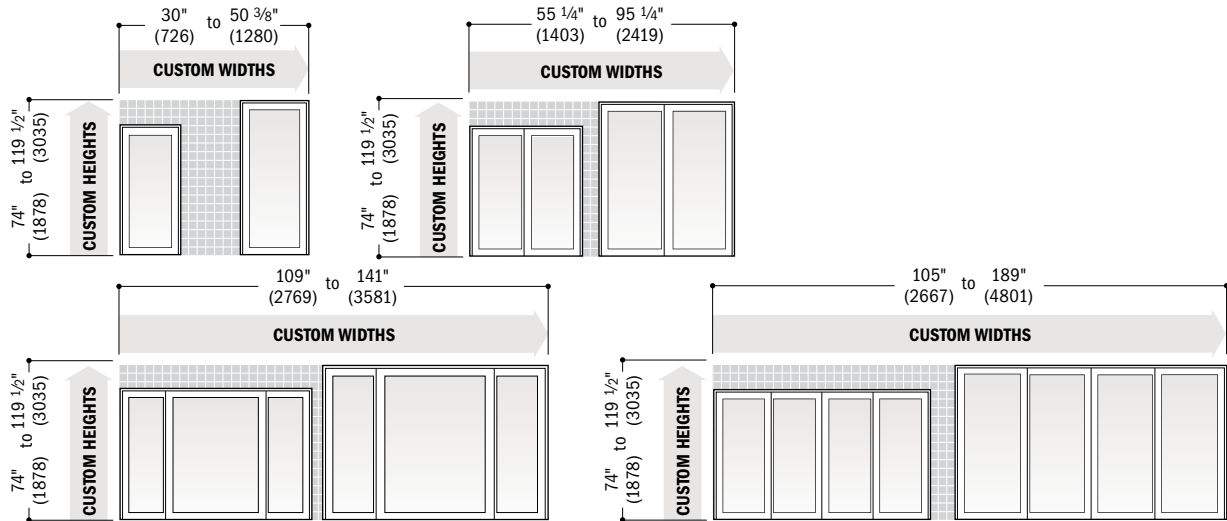 30" to 50 3/8"
(726) (1280)
CUSTOM WIDTHS
74" to 119 1/2"
(1878) (3035)
CUSTOM HEIGHTS
55 1/4" to 95 1/4"
(1403) (2419)
CUSTOM WIDTHS
74" to 119 1/2"
(1878) (3035)
CUSTOM HEIGHTS
109" to 141"
(2769) (3581)
CUSTOM WIDTHS
74" to 119 1/2"
(1878) (3035)
CUSTOM HEIGHTS
105" to 189"
(2667) (4801)
CUSTOM WIDTHS
74" to 119 1/2"
(1878) (3035)
CUSTOM HEIGHTS